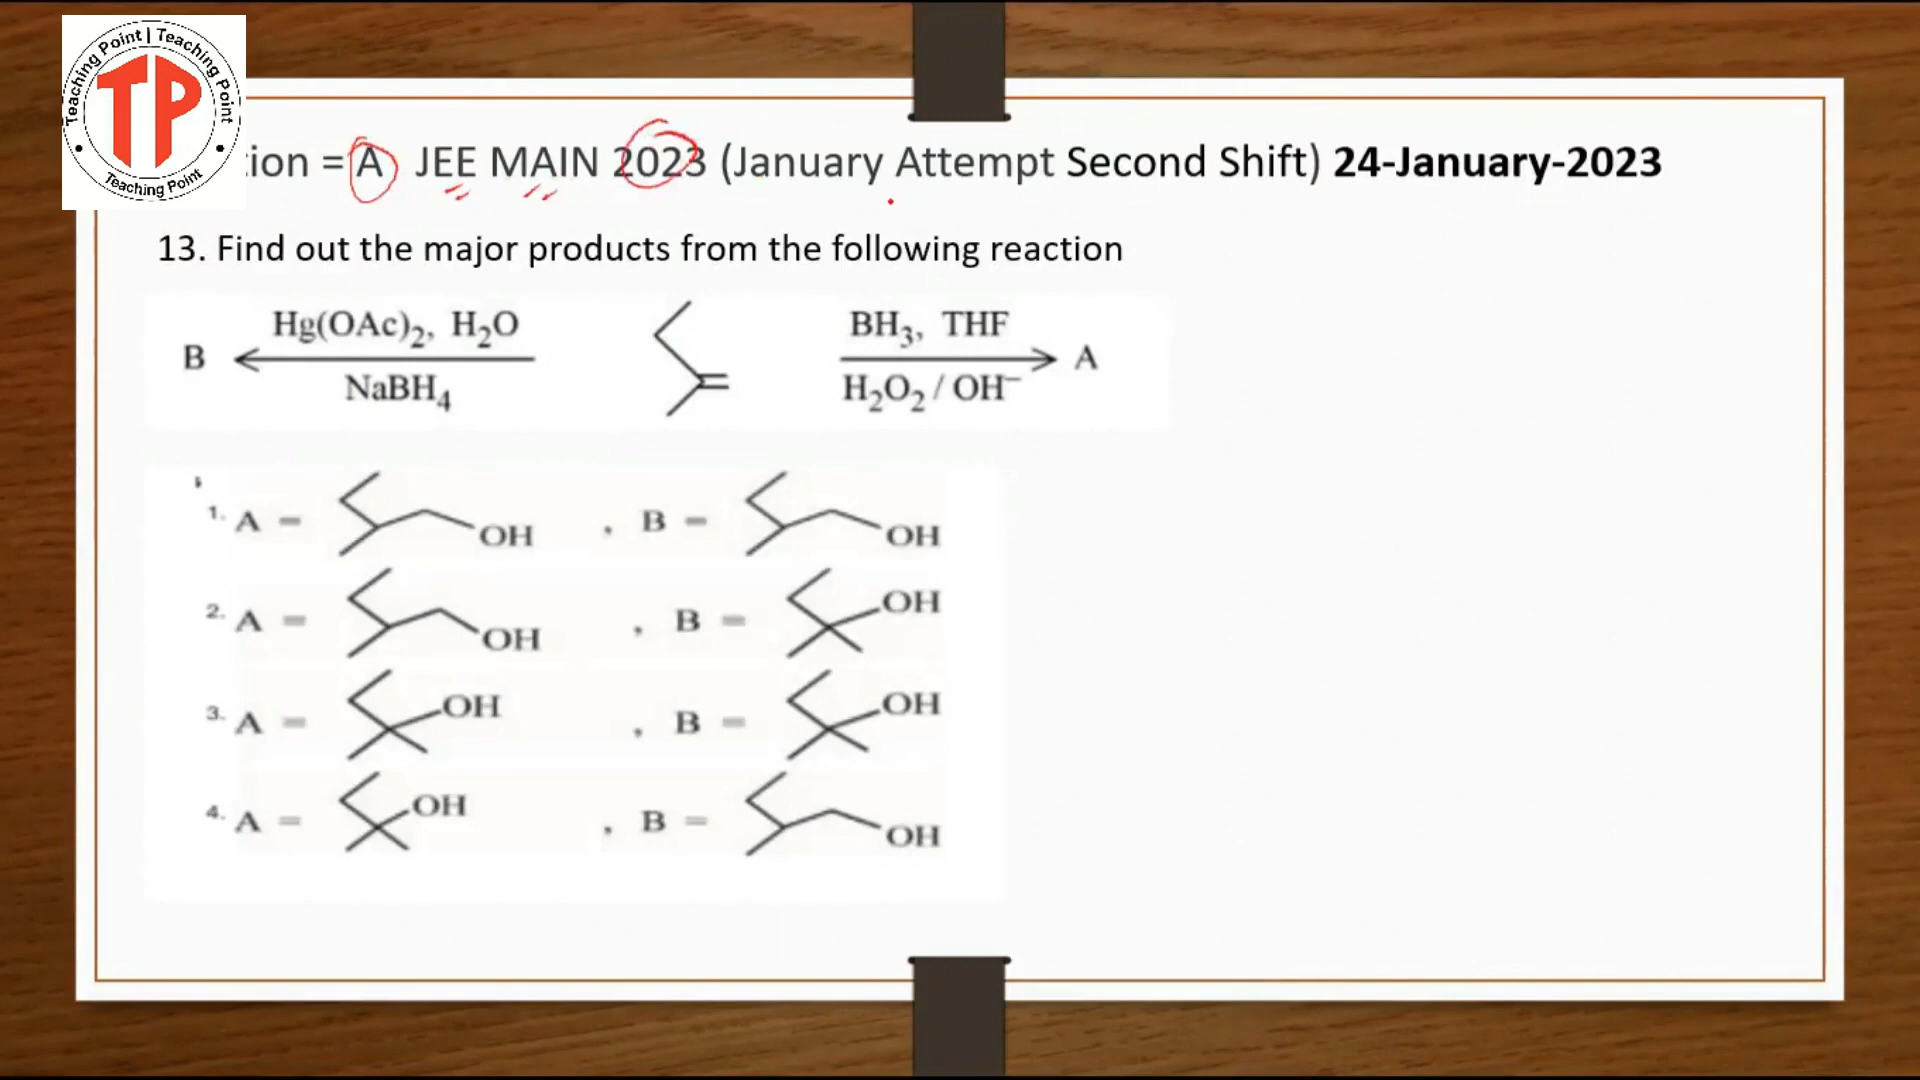 Teaching Point | Teaching Point
TP
Teaching Point
tion = A JEE MAIN 2023 (January Attempt Second Shift) 24-January-2023
13. Find out the major products from the following reaction
B Hg(OAc)2, H2O NaBH4 BH3, THF H2O2 / OH– A
1. A = OH , B = OH
2. A = OH , B = OH
3. A = OH , B = OH
4. A = OH , B = OH